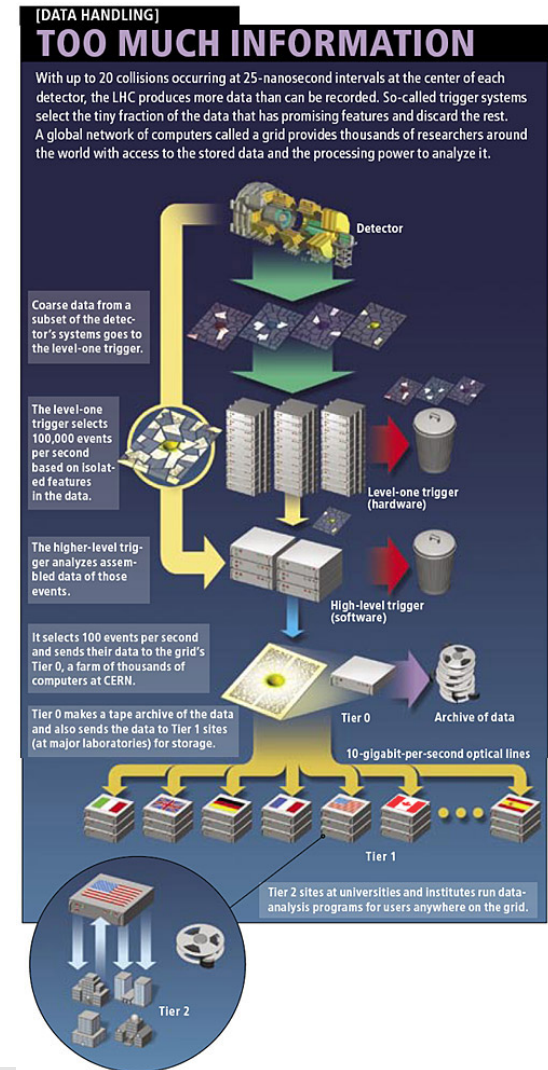 [DATA HANDLING]
TOO MUCH INFORMATION
With up to 20 collisions occurring at 25-nanosecond intervals at the center of each
detector, the LHC produces more data than can be recorded. So-called trigger systems
select the tiny fraction of the data that has promising features and discard the rest.
A global network of computers called a grid provides thousands of researchers around
the world with access to the stored data and the processing power to analyze it.
Detector
Coarse data from a
subset of the detec-
tor's systems goes to
the level-one trigger.
The level-one
trigger selects
100,000 events
per second
based on isolat-
ed features
in the data.
Level-one trigger
(hardware)
The higher-level trig-
ger analyzes assem-
bled data of those
events.
High-level trigger
(software)
It selects 100 events per second
and sends their data to the grid's
Tier 0, a farm of thousands of
computers at CERN.
Tier 0 makes a tape archive of the data
and also sends the data to Tier 1 sites
(at major laboratories) for storage.
Tier 0
Archive of data
10-gigabit-per-second optical lines
Tier 1
Tier 2 sites at universities and institutes run data-
analysis programs for users anywhere on the grid.
Tier 2